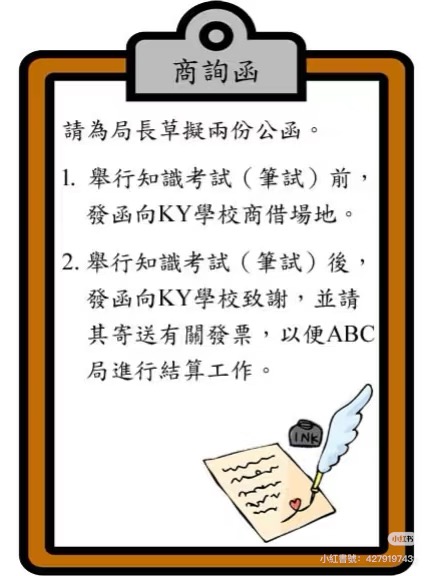 商詢函
請為局長草擬兩份公函。
1. 舉行知識考試（筆試）前，
發函向KY學校商借場地。
2. 舉行知識考試（筆試）後，
發函向KY學校致謝，並請
其寄送有關發票，以便ABC
局進行結算工作。
INK
小红书
小紅書號：427919743